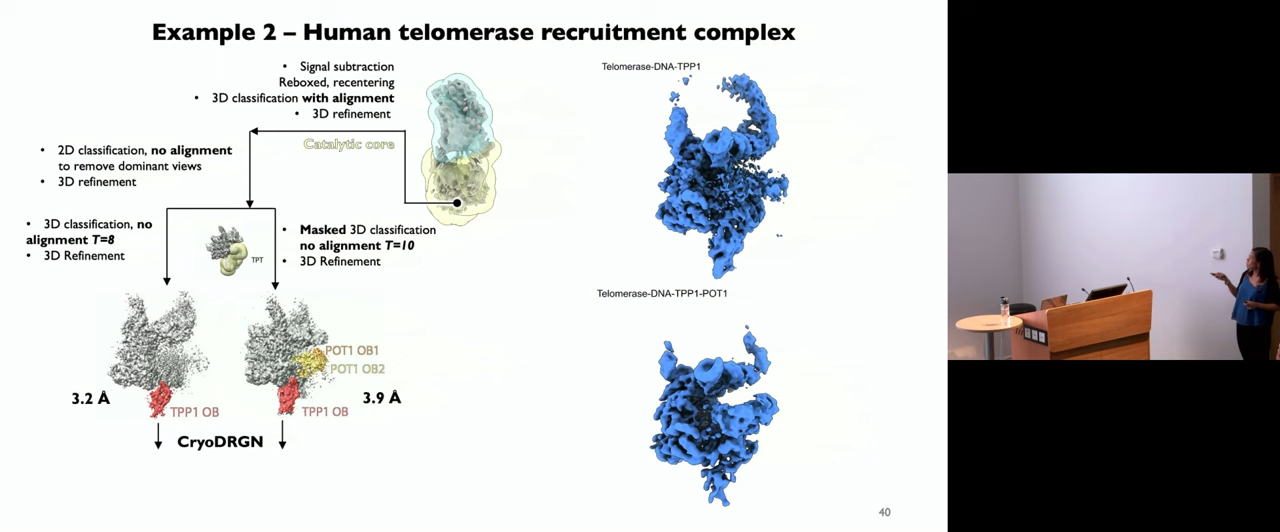 Example 2 – Human telomerase recruitment complex
• Signal subtraction
Reboxed, recentering
• 3D classification with alignment
• 3D refinement
Catalytic core
• 2D classification, no alignment
to remove dominant views
• 3D refinement
• 3D classification, no
alignment T=8
• 3D Refinement
TPT
• Masked 3D classification
no alignment T=10
• 3D Refinement
POT1 OB1
POT1 OB2
3.2 Å
TPP1 OB
TPP1 OB
3.9 Å
CryoDRGN
Telomerase-DNA-TPP1
Telomerase-DNA-TPP1-POT1
40